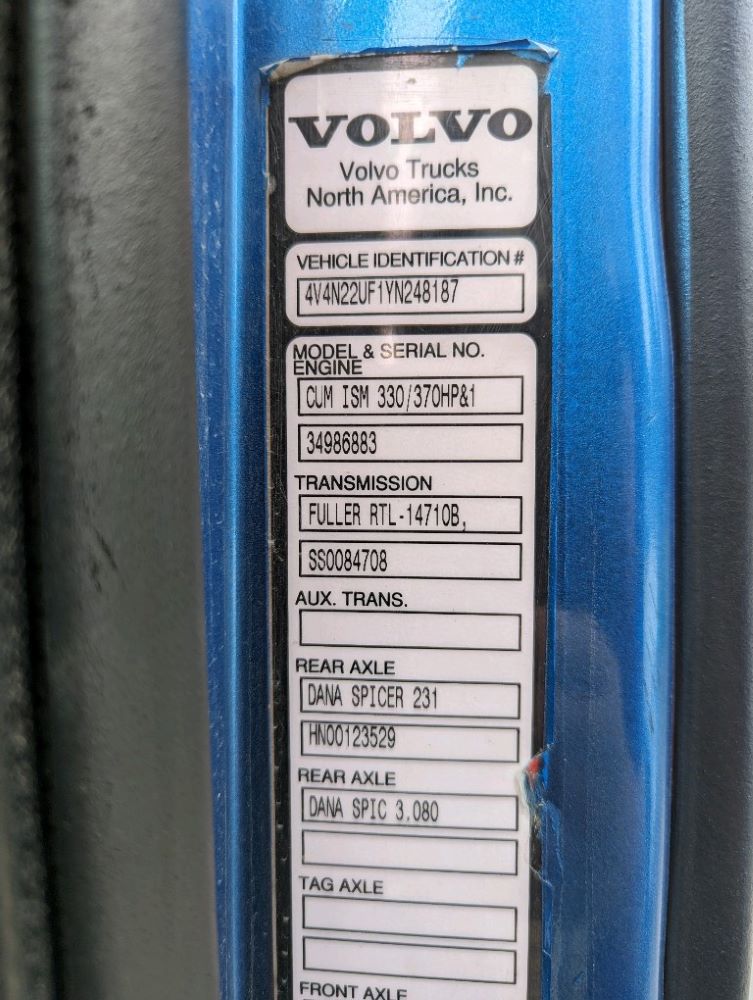 VOLVO
Volvo Trucks
North America, Inc.
VEHICLE IDENTIFICATION #
4V4N22UF1YN248187
MODEL & SERIAL NO.
ENGINE
CUM ISM 330/370HP&1
34986883
TRANSMISSION
FULLER RTL-14710B,
SS0084708
AUX. TRANS.
REAR AXLE
DANA SPICER 231
HN00123529
REAR AXLE
DANA SPIC 3.080
TAG AXLE
FRONT AXLE